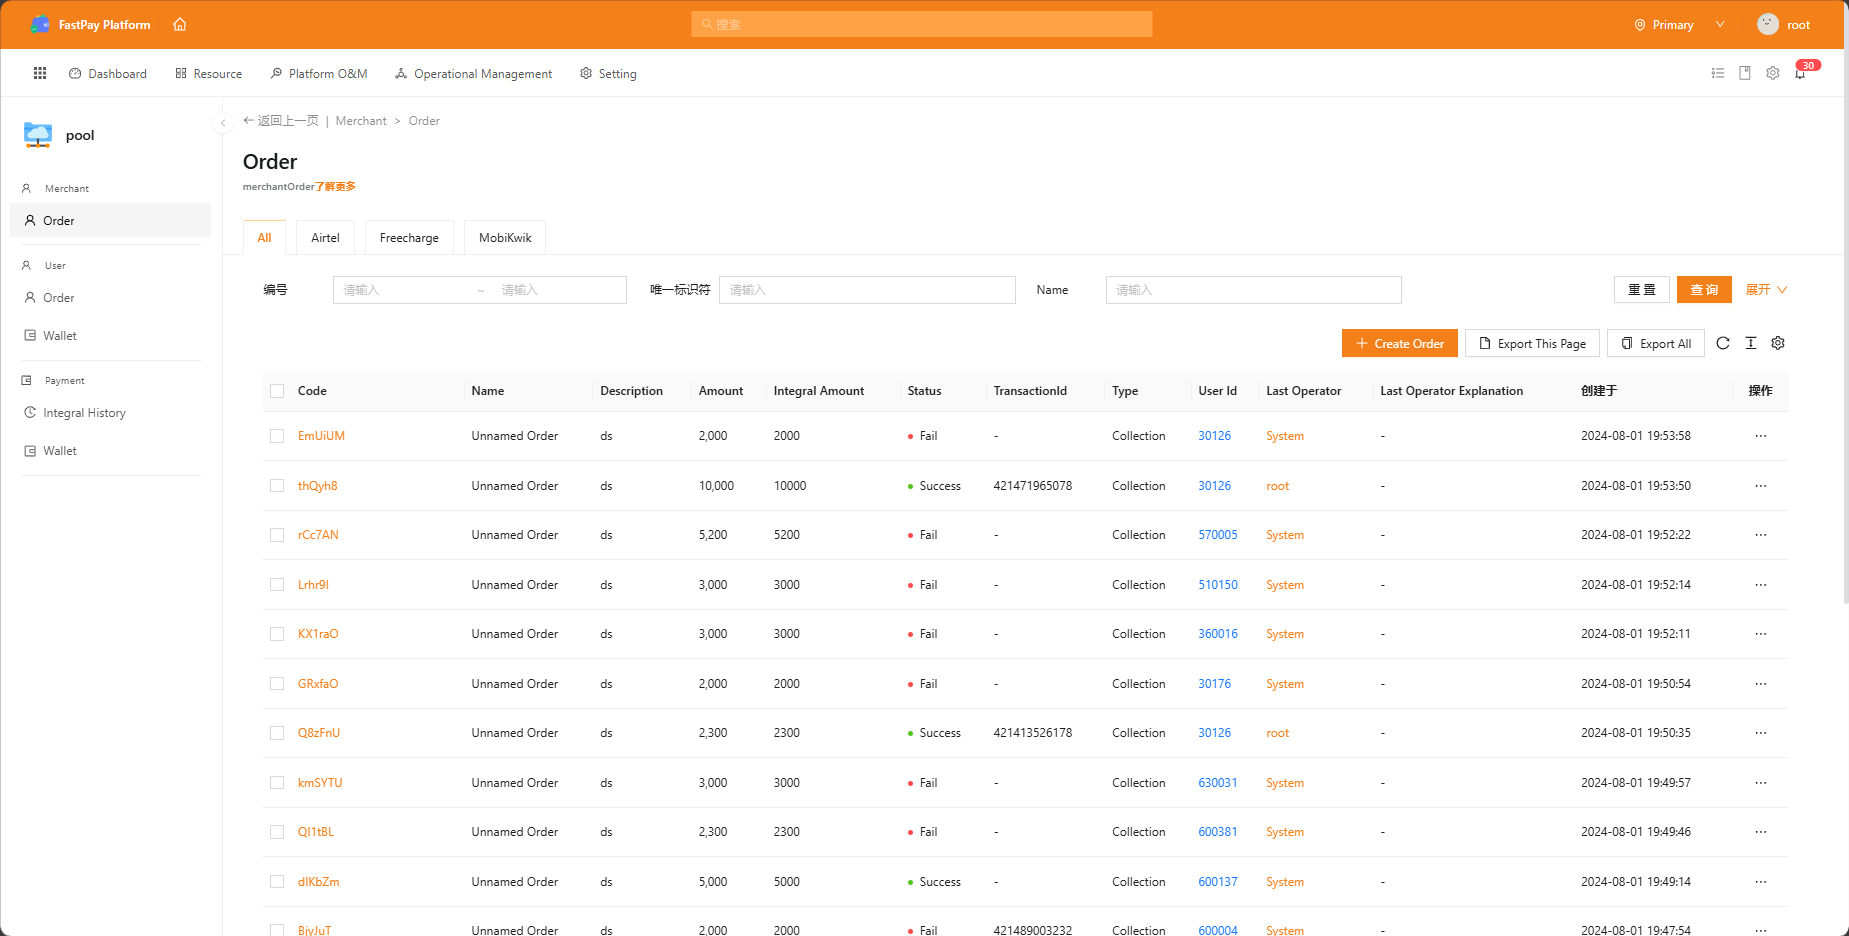 FastPay Platform
搜索
Primary
root
Dashboard
Resource
Platform O&M
Operational Management
Setting
30
pool
Merchant
Order
User
Order
Wallet
Payment
Integral History
Wallet
返回上一页 | Merchant > Order
Order
merchantOrder了解更多
All Airtel Freecharge MobiKwik
编号 请输入 ~ 请输入 唯一标识符 请输入 Name 请输入 重 置 查 询 展开
Create Order Export This Page Export All
Code Name Description Amount Integral Amount Status TransactionId Type User Id Last Operator Last Operator Explanation 创建于 操作
EmUiUM Unnamed Order ds 2,000 2000 Fail - Collection 30126 System - 2024-08-01 19:53:58 ···
thQyh8 Unnamed Order ds 10,000 10000 Success 421471965078 Collection 30126 root - 2024-08-01 19:53:50 ···
rCc7AN Unnamed Order ds 5,200 5200 Fail - Collection 570005 System - 2024-08-01 19:52:22 ···
Lrhr9I Unnamed Order ds 3,000 3000 Fail - Collection 510150 System - 2024-08-01 19:52:14 ···
KX1raO Unnamed Order ds 3,000 3000 Fail - Collection 360016 System - 2024-08-01 19:52:11 ···
GRxfaO Unnamed Order ds 2,000 2000 Fail - Collection 30176 System - 2024-08-01 19:50:54 ···
Q8zFnU Unnamed Order ds 2,300 2300 Success 421413526178 Collection 30126 root - 2024-08-01 19:50:35 ···
kmSYTU Unnamed Order ds 3,000 3000 Fail - Collection 630031 System - 2024-08-01 19:49:57 ···
QI1tBL Unnamed Order ds 2,300 2300 Fail - Collection 600381 System - 2024-08-01 19:49:46 ···
dIKbZm Unnamed Order ds 5,000 5000 Success - Collection 600137 System - 2024-08-01 19:49:14 ···
BjyJuT Unnamed Order ds 2,000 2000 Fail 421489003232 Collection 600004 System - 2024-08-01 19:47:54 ···